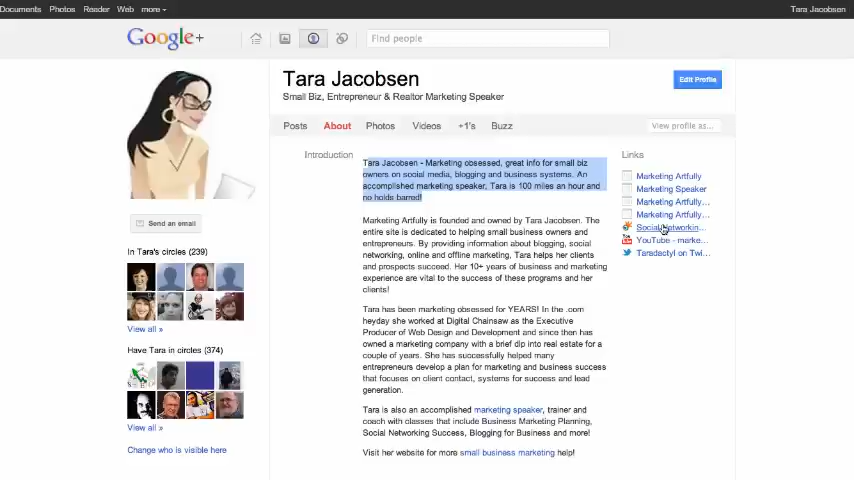 Documents Photos Reader Web more
Tara Jacobsen
Google+
Find people
Tara Jacobsen
Edit Profile
Small Biz, Entrepreneur & Realtor Marketing Speaker
Posts About Photos Videos +1's Buzz
View profile as...
Introduction
Tara Jacobsen - Marketing obsessed, great info for small biz
owners on social media, blogging and business systems. An
accomplished marketing speaker, Tara is 100 miles an hour and
no holds barred!
Marketing Artfully is founded and owned by Tara Jacobsen. The
entire site is dedicated to helping small business owners and
entrepreneurs. By providing information about blogging, social
networking, online and offline marketing, Tara helps her clients
and prospects succeed. Her 10+ years of business and marketing
experience are vital to the success of these programs and her
clients!
Tara has been marketing obsessed for YEARS! In the .com
heyday she worked at Digital Chainsaw as the Executive
Producer of Web Design and Development and since then has
owned a marketing company with a brief dip into real estate for a
couple of years. She has successfully helped many
entrepreneurs develop a plan for marketing and business success
that focuses on client contact, systems for success and lead
generation.
Tara is also an accomplished marketing speaker, trainer and
coach with classes that include Business Marketing Planning,
Social Networking Success, Blogging for Business and more!
Visit her website for more small business marketing help!
Links
Marketing Artfully
Marketing Speaker
Marketing Artfully...
Marketing Artfully...
Social Networkin...
YouTube - marke...
Taradactyl on Twi...
Send an email
In Tara's circles (239)
View all »
Have Tara in circles (374)
View all »
Change who is visible here